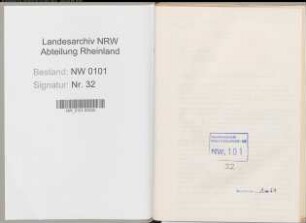 Landesarchiv NRW
Abteilung Rheinland
Bestand: NW 0101
Signatur: Nr. 32
NW 101
32